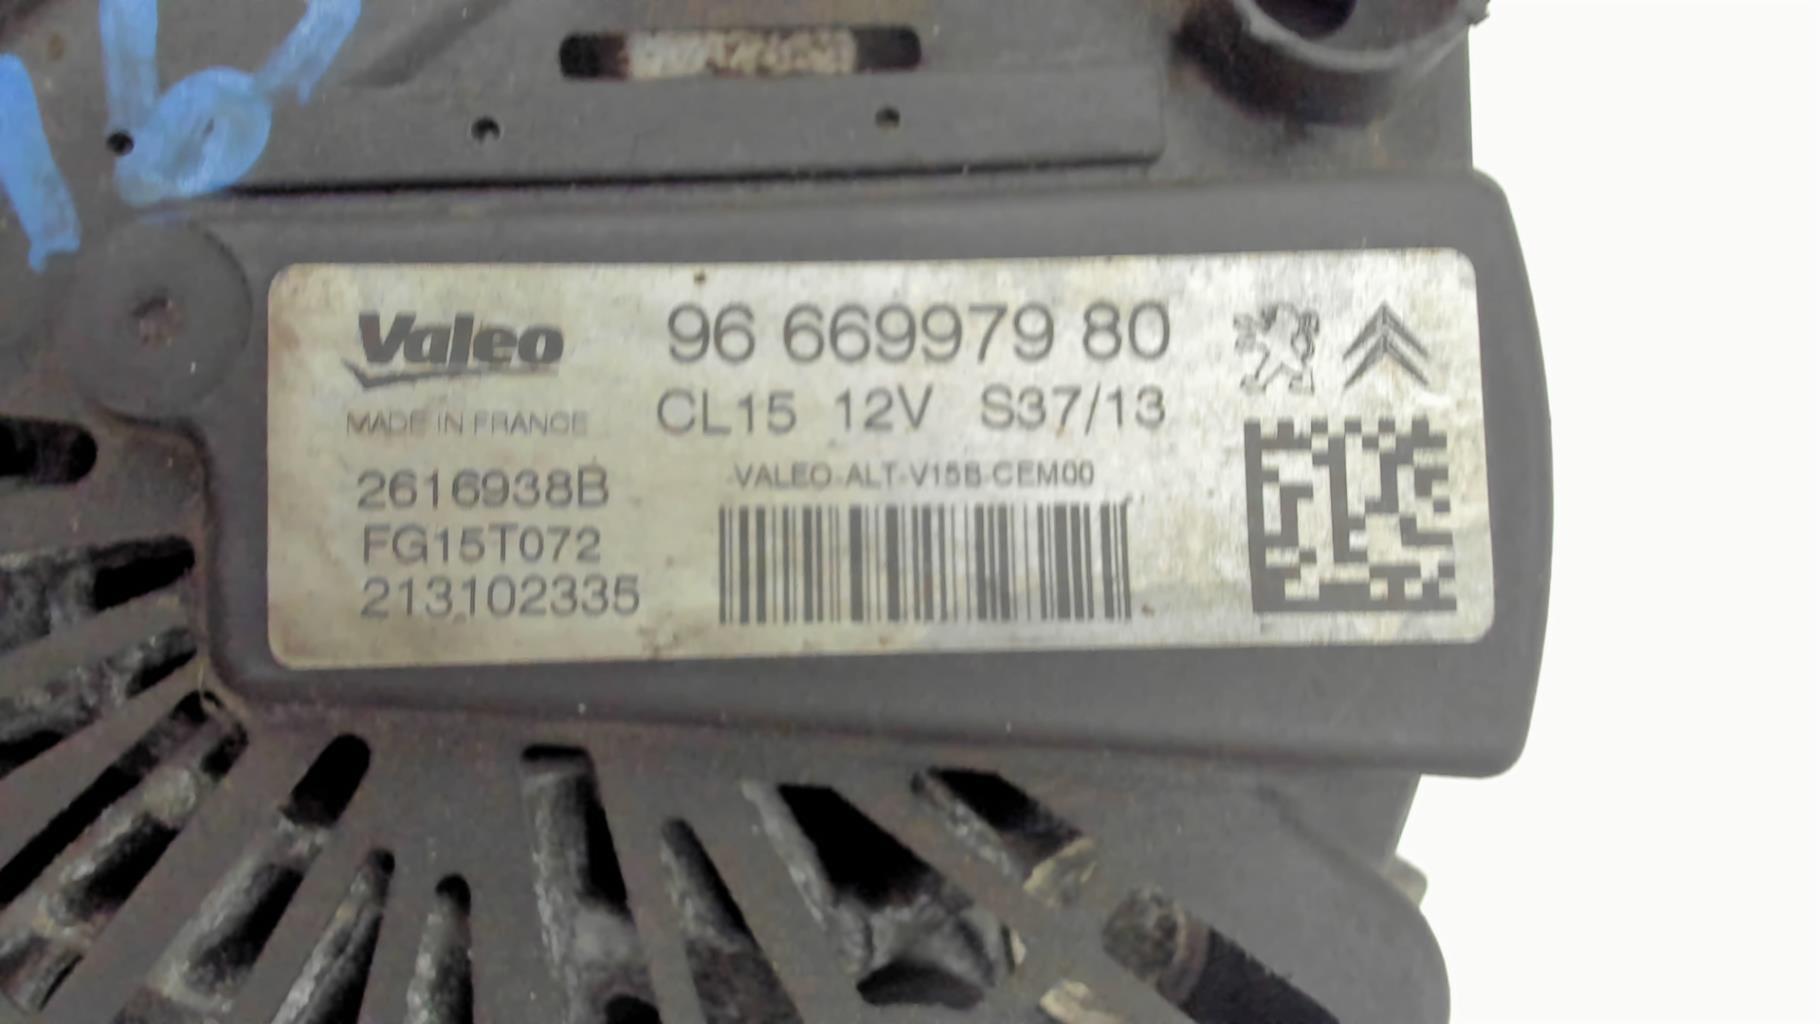 Valeo
MADE IN FRANCE
96 669979 80
CL15 12V S37/13
2616938B
FG15T072
213102335
VALEO-ALT-V15B-CEM00